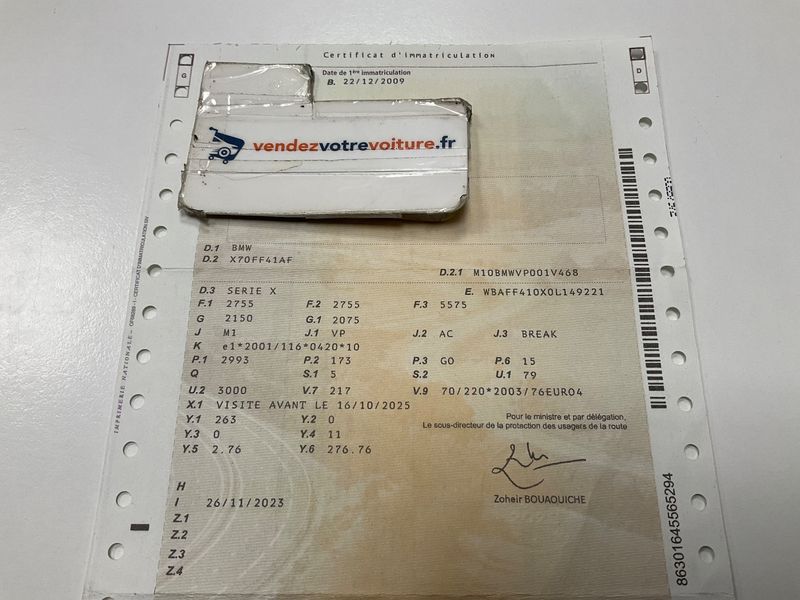 Certificat d'immatriculation
G
D
Date de 1ère immatriculation
B. 22/12/2009
vendezvotrevoiture.fr
D.1 BMW
D.2 X70FF41AF
D.2.1 M10BMWVP001V468
D.3 SERIE X
E. WBAFF410X0L149221
F.1 2755 F.2 2755 F.3 5575
G 2150 G.1 2075
J M1 J.1 VP J.2 AC J.3 BREAK
K e1*2001/116*0420*10
P.1 2993 P.2 173 P.3 GO P.6 15
Q S.1 5 S.2 U.1 79
U.2 3000 V.7 217 V.9 70/220*2003/76EURO4
X.1 VISITE AVANT LE 16/10/2025
Y.1 263 Y.2 0
Y.3 0 Y.4 11
Y.5 2.76 Y.6 276.76
Pour le ministre et par délégation,
Le sous-directeur de la protection des usagers de la route
Zoheir BOUAOUICHE
H
I 26/11/2023
Z.1
Z.2
Z.3
Z.4
IMPRIMERIE NATIONALE
CERTIFICAT D'IMMATRICULATION
86301645565294